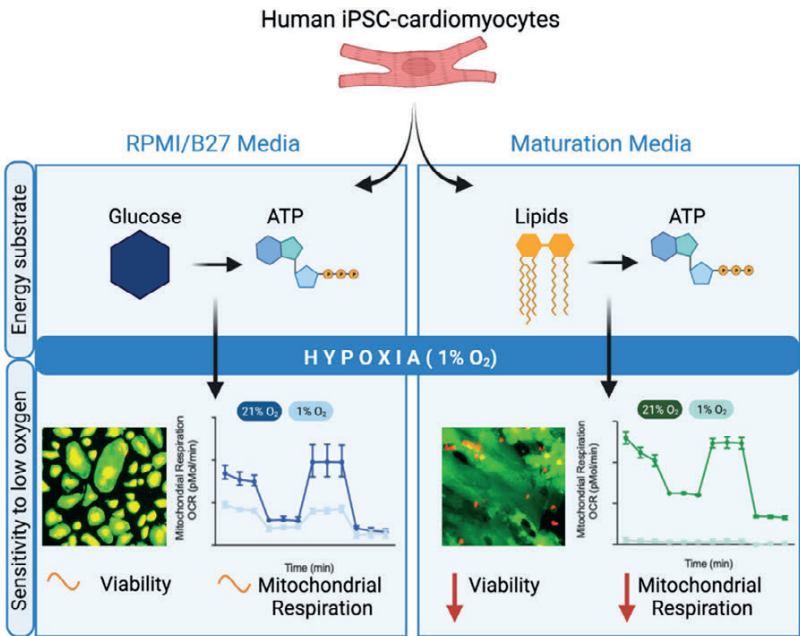 Human iPSC-cardiomyocytes
RPMI/B27 Media
Maturation Media
Energy substrate
Glucose
ATP
P P P
Lipids
ATP
P P P
HYPOXIA (1% O₂)
Sensitivity to low oxygen
21% O₂
1% O₂
Mitochondrial Respiration
OCR (pMol/min)
Time (min)
Viability
Mitochondrial
Respiration
21% O₂
1% O₂
Mitochondrial Respiration
OCR (pMol/min)
Time (min)
Viability
Mitochondrial
Respiration